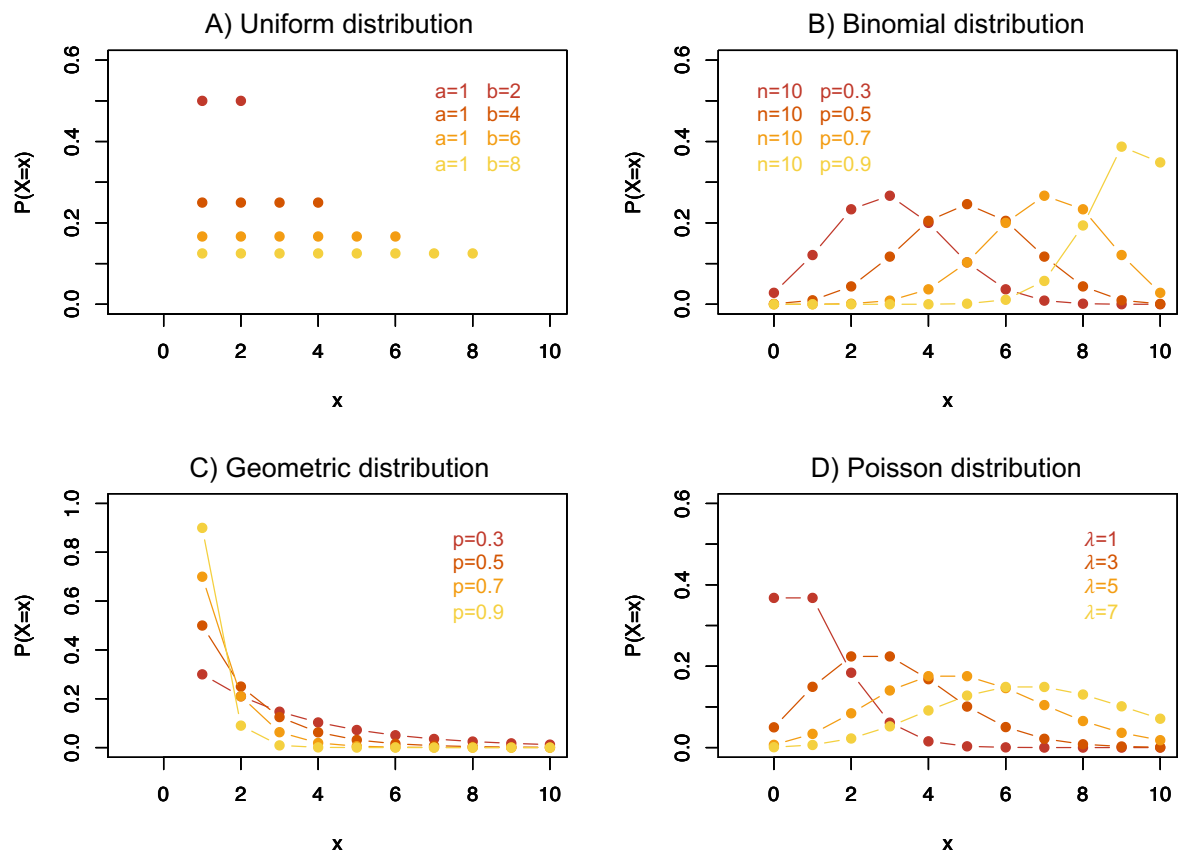 A) Uniform distribution
P(X=x)
0.0 0.2 0.4 0.6
a=1 b=2
a=1 b=4
a=1 b=6
a=1 b=8
0 2 4 6 8 10
x
B) Binomial distribution
P(X=x)
0.0 0.2 0.4 0.6
n=10 p=0.3
n=10 p=0.5
n=10 p=0.7
n=10 p=0.9
0 2 4 6 8 10
x
C) Geometric distribution
P(X=x)
0.0 0.2 0.4 0.6 0.8 1.0
p=0.3
p=0.5
p=0.7
p=0.9
0 2 4 6 8 10
x
D) Poisson distribution
P(X=x)
0.0 0.2 0.4 0.6
λ=1
λ=3
λ=5
λ=7
0 2 4 6 8 10
x